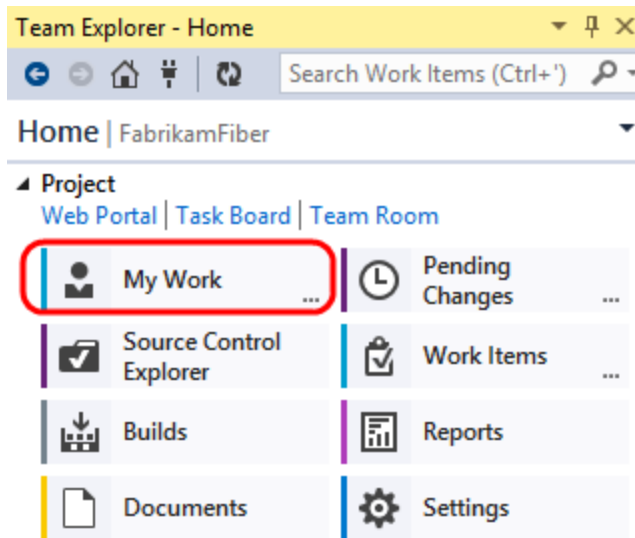 Team Explorer - Home
Search Work Items (Ctrl+')
Home | FabrikamFiber
Project
Web Portal | Task Board | Team Room
My Work ...
Pending
Changes ...
Source Control
Explorer
Work Items ...
Builds
Reports
Documents
Settings